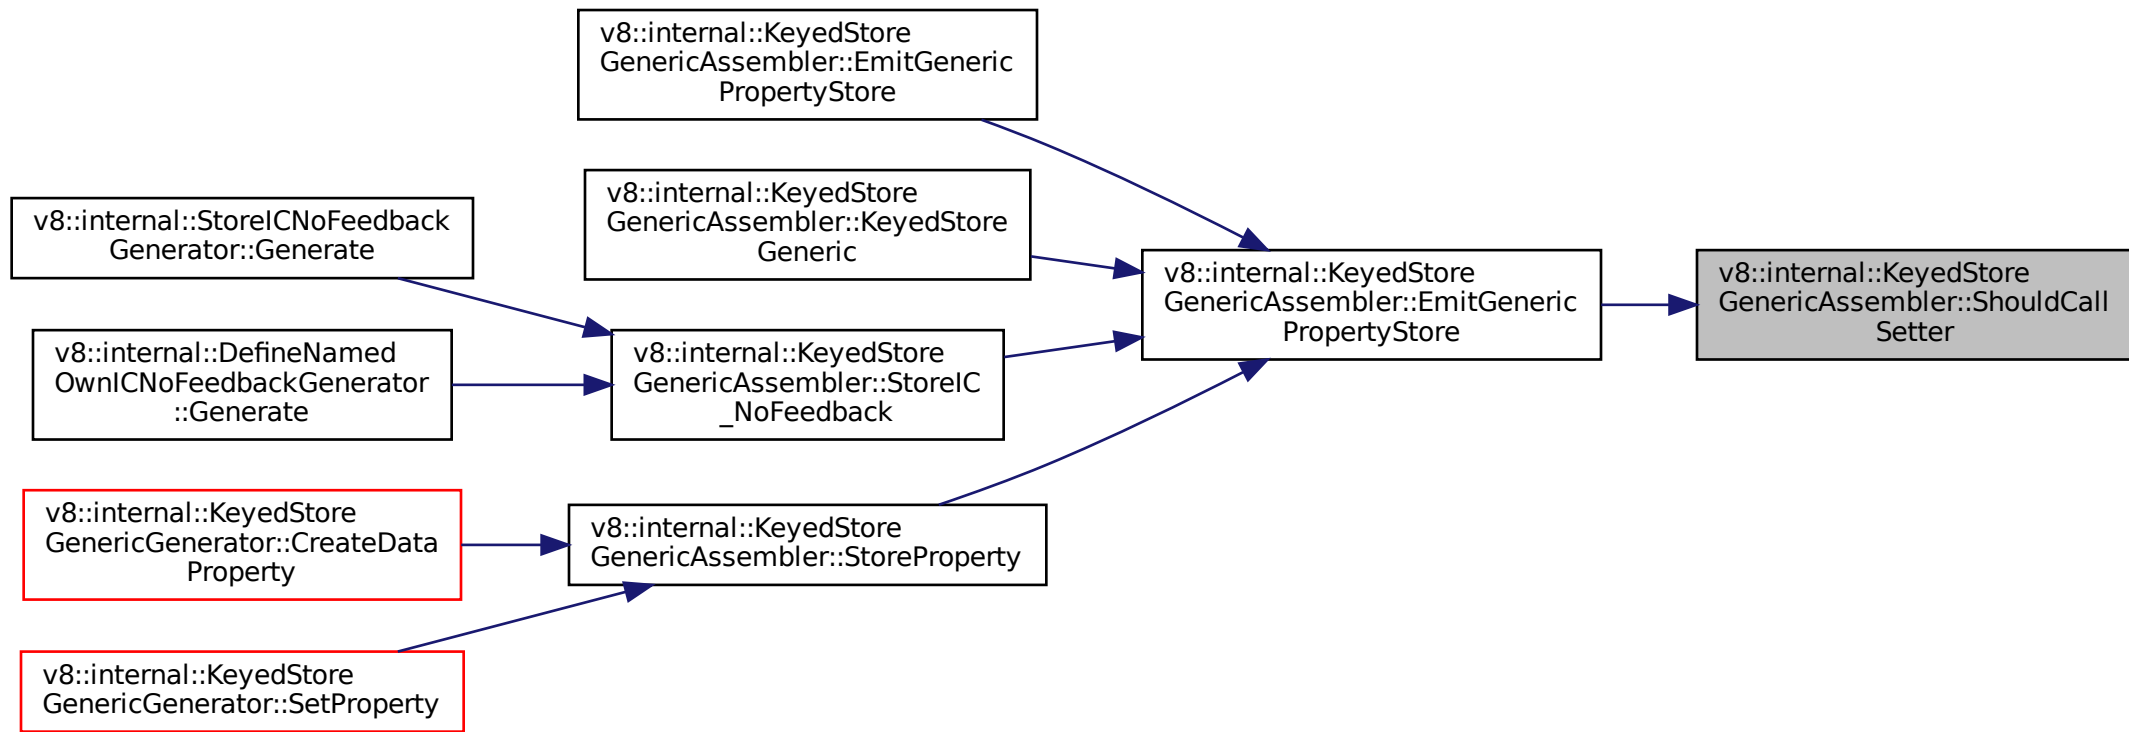 v8::internal::KeyedStore
GenericAssembler::EmitGeneric
PropertyStore
v8::internal::KeyedStore
GenericAssembler::KeyedStore
Generic
v8::internal::StoreICNoFeedback
Generator::Generate
v8::internal::KeyedStore
GenericAssembler::EmitGeneric
PropertyStore
v8::internal::KeyedStore
GenericAssembler::ShouldCall
Setter
v8::internal::DefineNamed
OwnICNoFeedbackGenerator
::Generate
v8::internal::KeyedStore
GenericAssembler::StoreIC
_NoFeedback
v8::internal::KeyedStore
GenericGenerator::CreateData
Property
v8::internal::KeyedStore
GenericAssembler::StoreProperty
v8::internal::KeyedStore
GenericGenerator::SetProperty